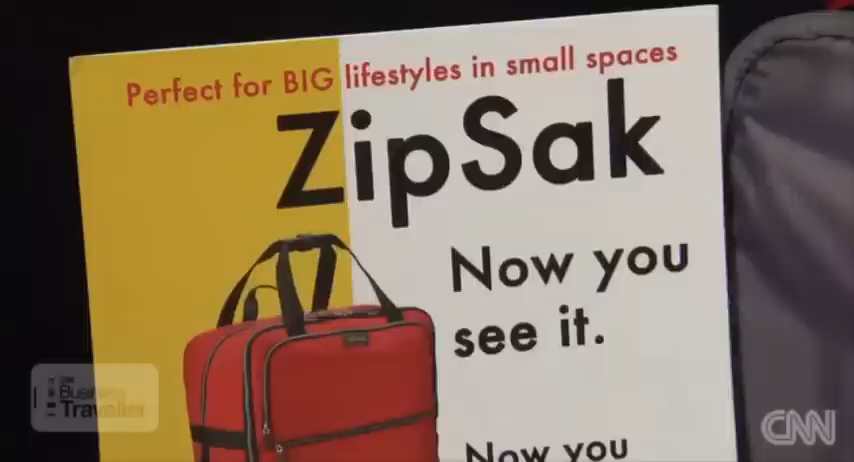 Perfect for BIG lifestyles in small spaces
ZipSak
Now you
see it.
Now you
Business
Traveller
CNN